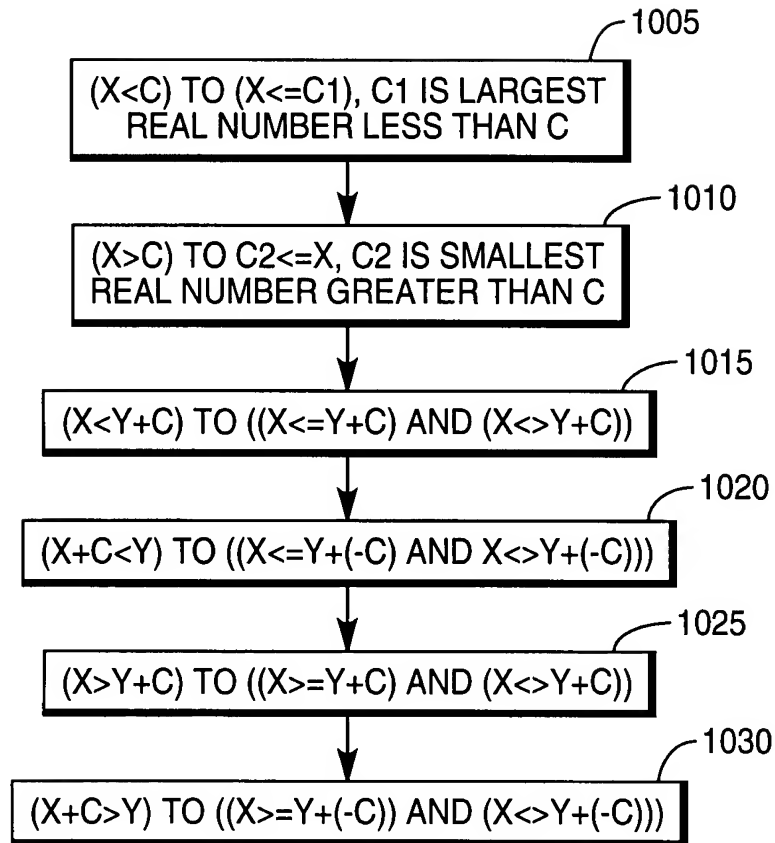 1005
(X<C) TO (X<=C1), C1 IS LARGEST
REAL NUMBER LESS THAN C
1010
(X>C) TO C2<=X, C2 IS SMALLEST
REAL NUMBER GREATER THAN C
1015
(X<Y+C) TO ((X<=Y+C) AND (X<>Y+C))
1020
(X+C<Y) TO ((X<=Y+(-C) AND X<>Y+(-C)))
1025
(X>Y+C) TO ((X>=Y+C) AND (X<>Y+C))
1030
(X+C>Y) TO ((X>=Y+(-C)) AND (X<>Y+(-C)))